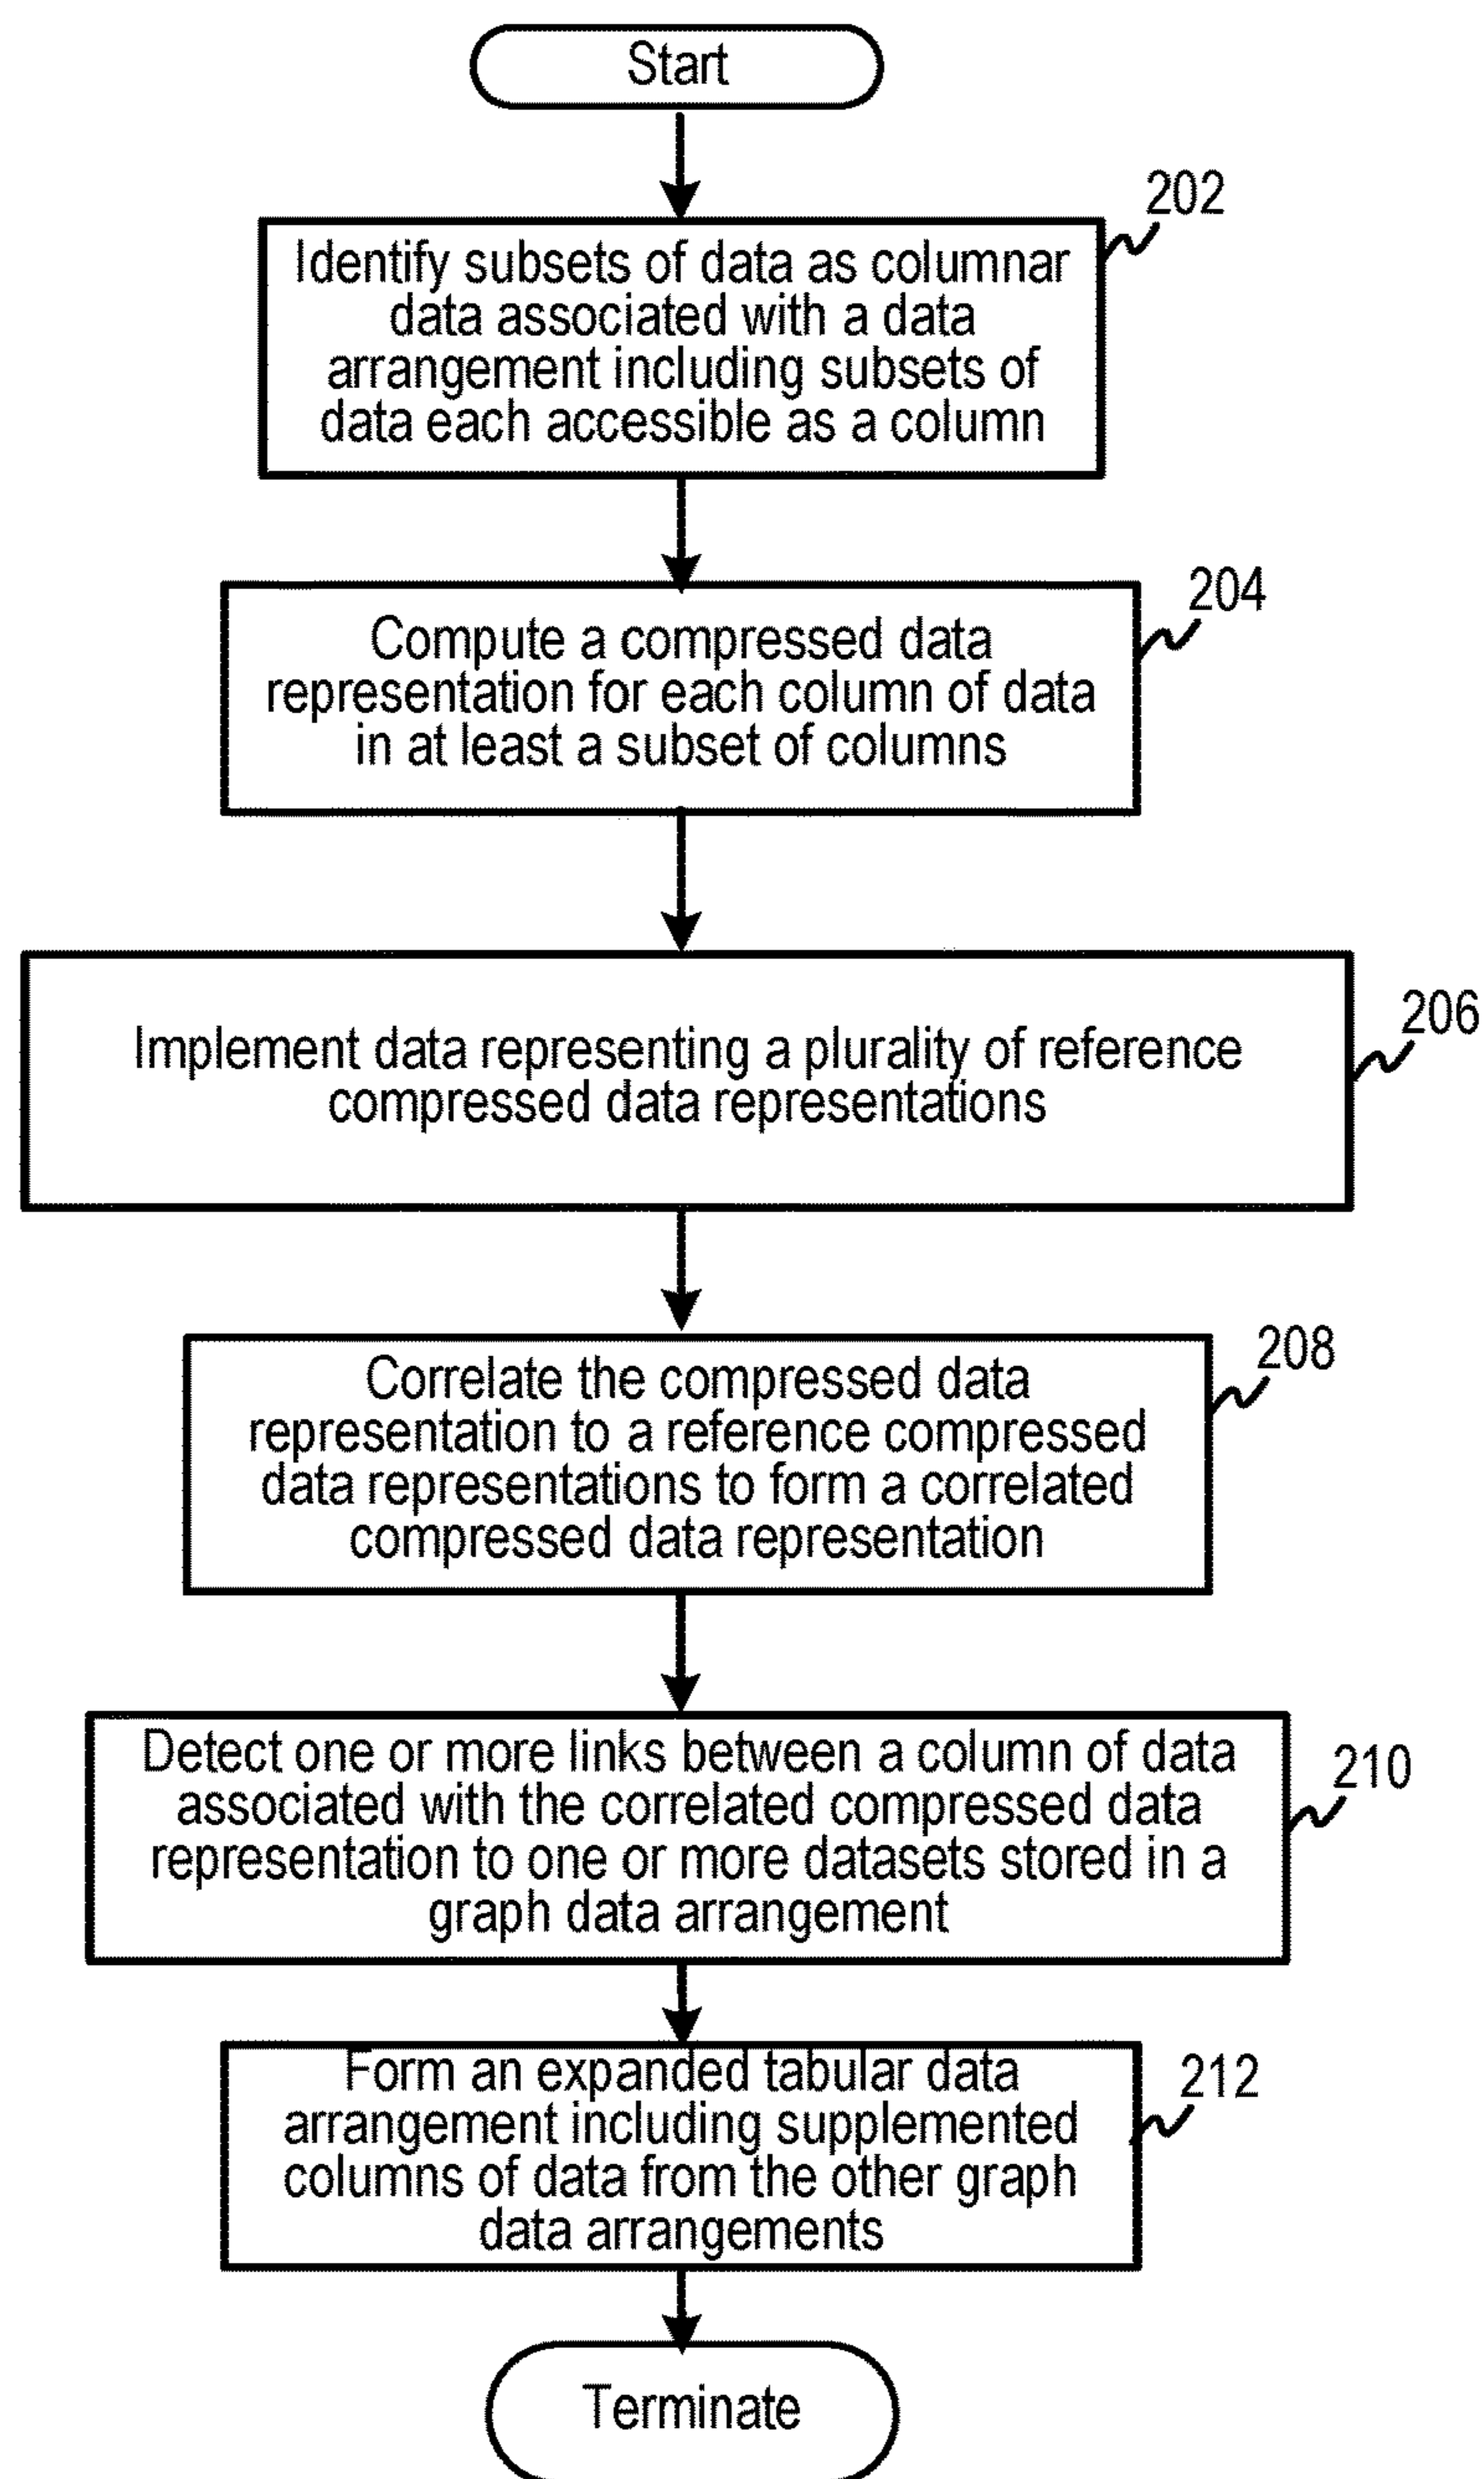 Start
202
Identify subsets of data as columnar
data associated with a data
arrangement including subsets of
data each accessible as a column
204
Compute a compressed data
representation for each column of data
in at least a subset of columns
206
Implement data representing a plurality of reference
compressed data representations
208
Correlate the compressed data
representation to a reference compressed
data representations to form a correlated
compressed data representation
210
Detect one or more links between a column of data
associated with the correlated compressed data
representation to one or more datasets stored in a
graph data arrangement
212
Form an expanded tabular data
arrangement including supplemented
columns of data from the other graph
data arrangements
Terminate